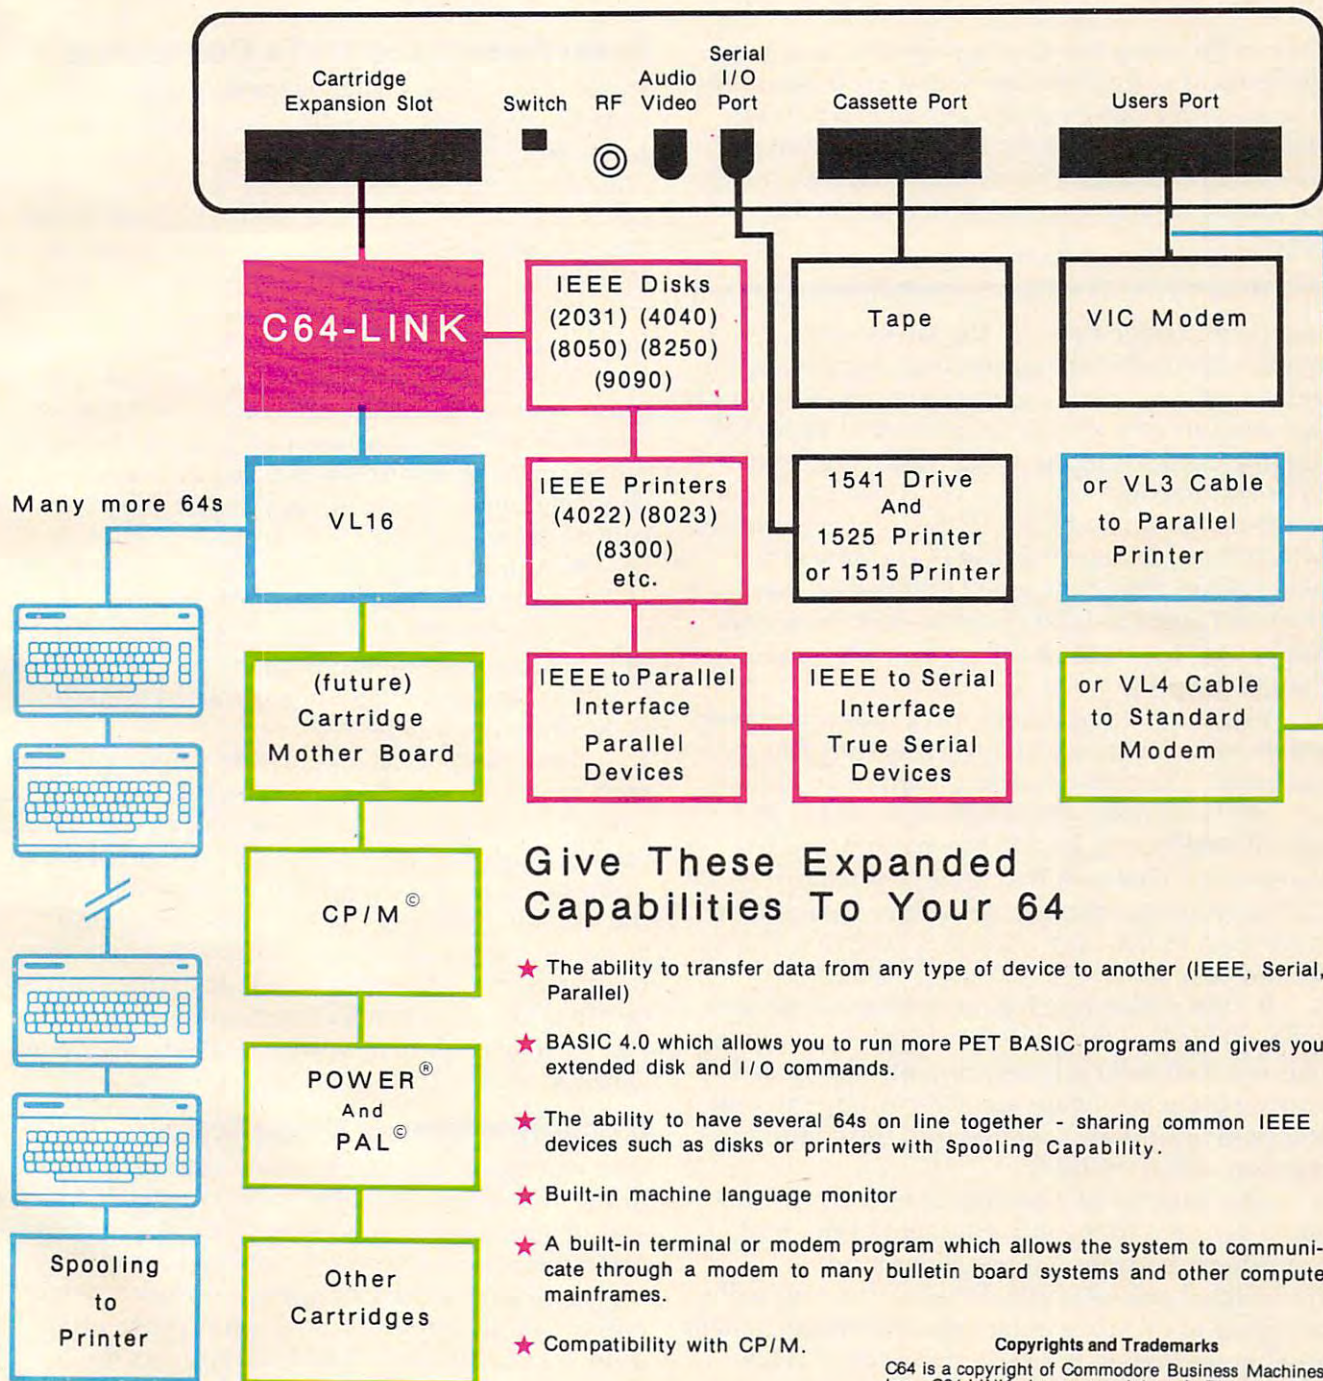 Cartridge
Expansion Slot
Switch
RF
Audio
Video
Serial
I/O
Port
Cassette Port
Users Port
C64-LINK
IEEE Disks
(2031) (4040)
(8050) (8250)
(9090)
Tape
VIC Modem
Many more 64s
VL16
IEEE Printers
(4022) (8023)
(8300)
etc.
1541 Drive
And
1525 Printer
or 1515 Printer
or VL3 Cable
to Parallel
Printer
(future)
Cartridge
Mother Board
IEEE to Parallel
Interface
Parallel
Devices
IEEE to Serial
Interface
True Serial
Devices
or VL4 Cable
to Standard
Modem
CP/M©
POWER®
And
PAL©
Other
Cartridges
Spooling
to
Printer
Give These Expanded
Capabilities To Your 64
★ The ability to transfer data from any type of device to another (IEEE, Serial,
Parallel)
★ BASIC 4.0 which allows you to run more PET BASIC programs and gives you
extended disk and I/O commands.
★ The ability to have several 64s on line together - sharing common IEEE
devices such as disks or printers with Spooling Capability.
★ Built-in machine language monitor
★ A built-in terminal or modem program which allows the system to communi-
cate through a modem to many bulletin board systems and other compute
mainframes.
★ Compatibility with CP/M.
Copyrights and Trademarks
C64 is a copyright of Commodore Business Machines